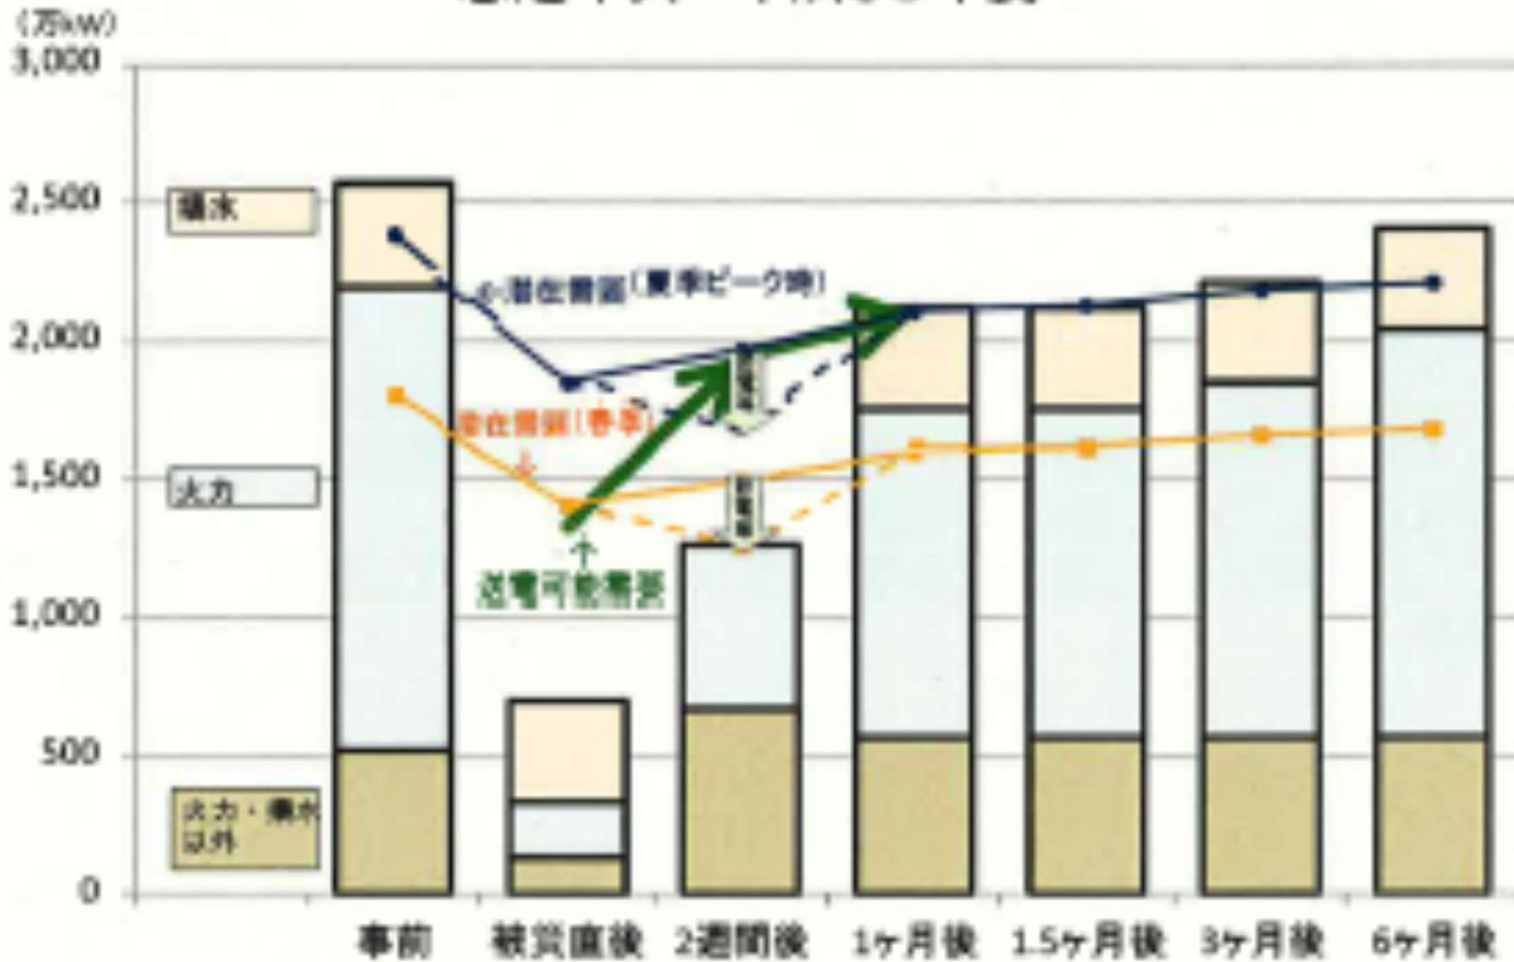 (万kW)
3,000
2,500
2,000
1,500
1,000
500
0
揚水
火力
火力・揚水
以外
潜在需要(夏季ピーク時)
潜在需要(春季)
↑
送電可能需要
事前
被災直後
2週間後
1ヶ月後
1.5ヶ月後
3ヶ月後
6ヶ月後